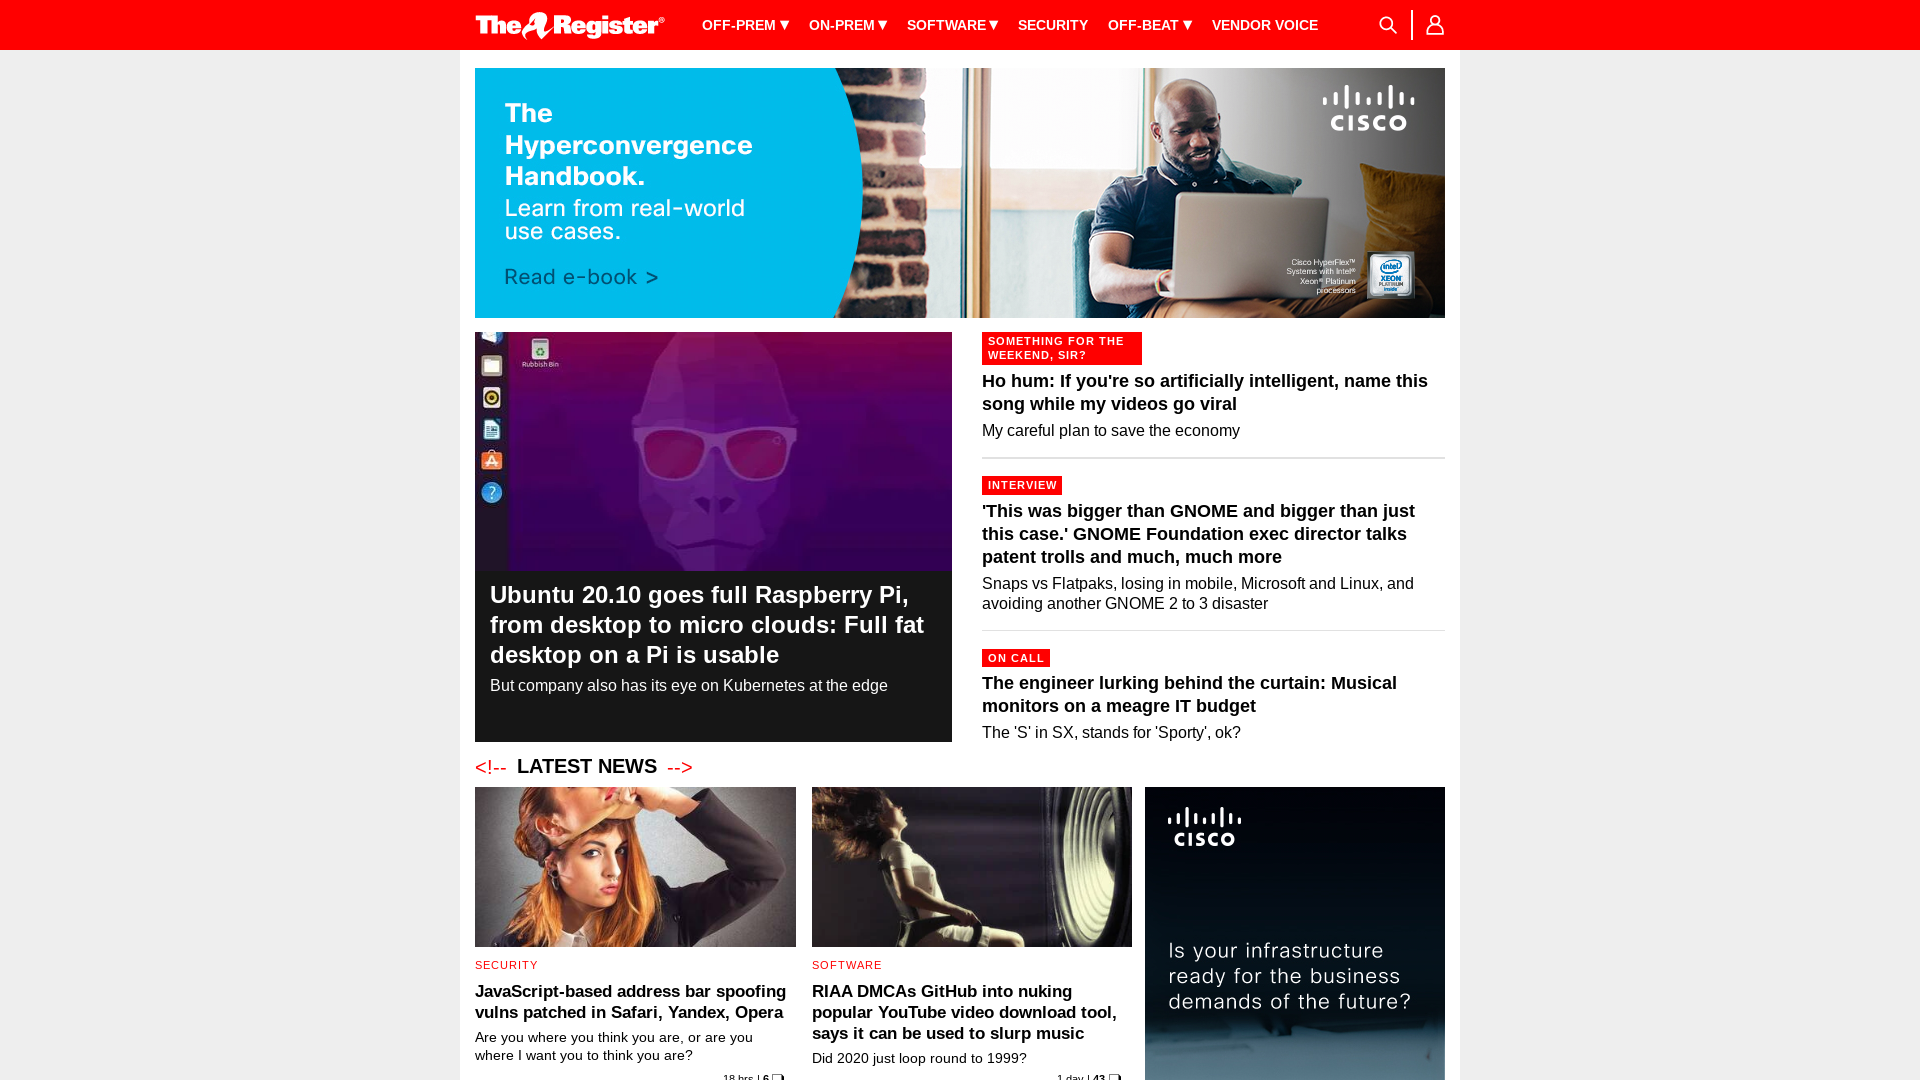 The Register®
OFF-PREM ▼
ON-PREM ▼
SOFTWARE ▼
SECURITY
OFF-BEAT ▼
VENDOR VOICE
The
Hyperconvergence
Handbook.
Learn from real-world
use cases.
Read e-book >
CISCO
Cisco HyperFlex™
Systems with Intel®
Xeon® Platinum
processors
intel
XEON
PLATINUM
inside
Rubbish Bin
Ubuntu 20.10 goes full Raspberry Pi,
from desktop to micro clouds: Full fat
desktop on a Pi is usable
But company also has its eye on Kubernetes at the edge
SOMETHING FOR THE
WEEKEND, SIR?
Ho hum: If you're so artificially intelligent, name this
song while my videos go viral
My careful plan to save the economy
INTERVIEW
'This was bigger than GNOME and bigger than just
this case.' GNOME Foundation exec director talks
patent trolls and much, much more
Snaps vs Flatpaks, losing in mobile, Microsoft and Linux, and
avoiding another GNOME 2 to 3 disaster
ON CALL
The engineer lurking behind the curtain: Musical
monitors on a meagre IT budget
The 'S' in SX, stands for 'Sporty', ok?
<!-- LATEST NEWS -->
SECURITY
JavaScript-based address bar spoofing
vulns patched in Safari, Yandex, Opera
Are you where you think you are, or are you
where I want you to think you are?
18 hrs | 6
SOFTWARE
RIAA DMCAs GitHub into nuking
popular YouTube video download tool,
says it can be used to slurp music
Did 2020 just loop round to 1999?
1 day | 43
CISCO
Is your infrastructure
ready for the business
demands of the future?